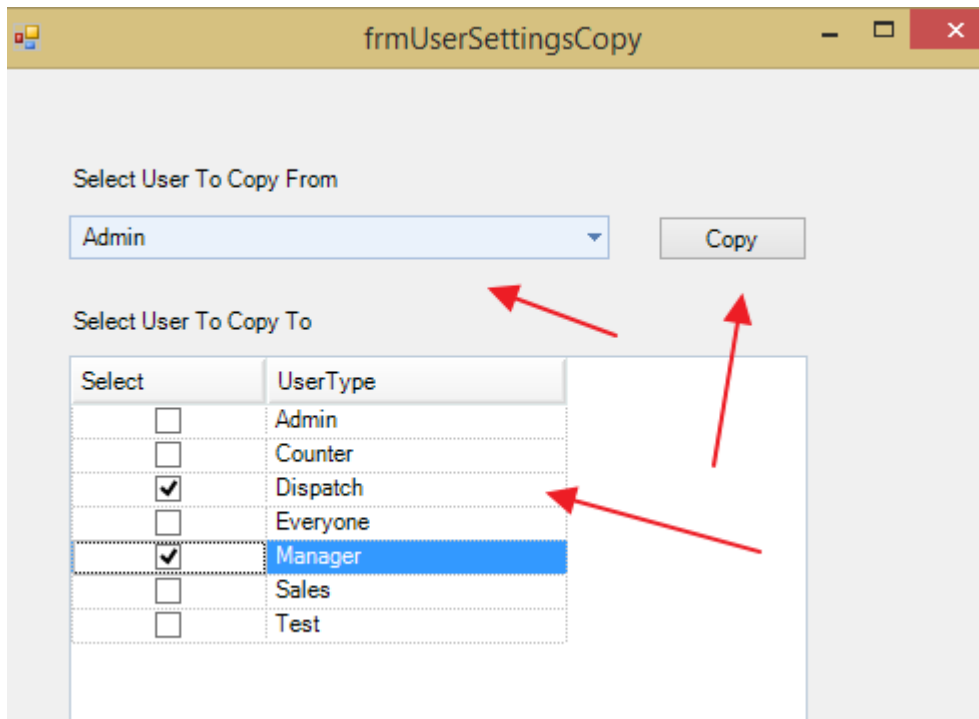 frmUserSettingsCopy
Select User To Copy From
Admin
Copy
Select User To Copy To
Select UserType
Admin
Counter
Dispatch
Everyone
Manager
Sales
Test